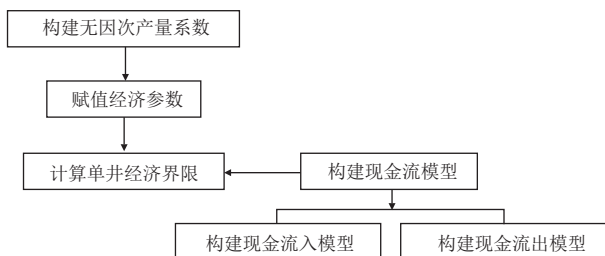 构建无因次产量系数
赋值经济参数
计算单井经济界限
构建现金流模型
构建现金流入模型
构建现金流出模型